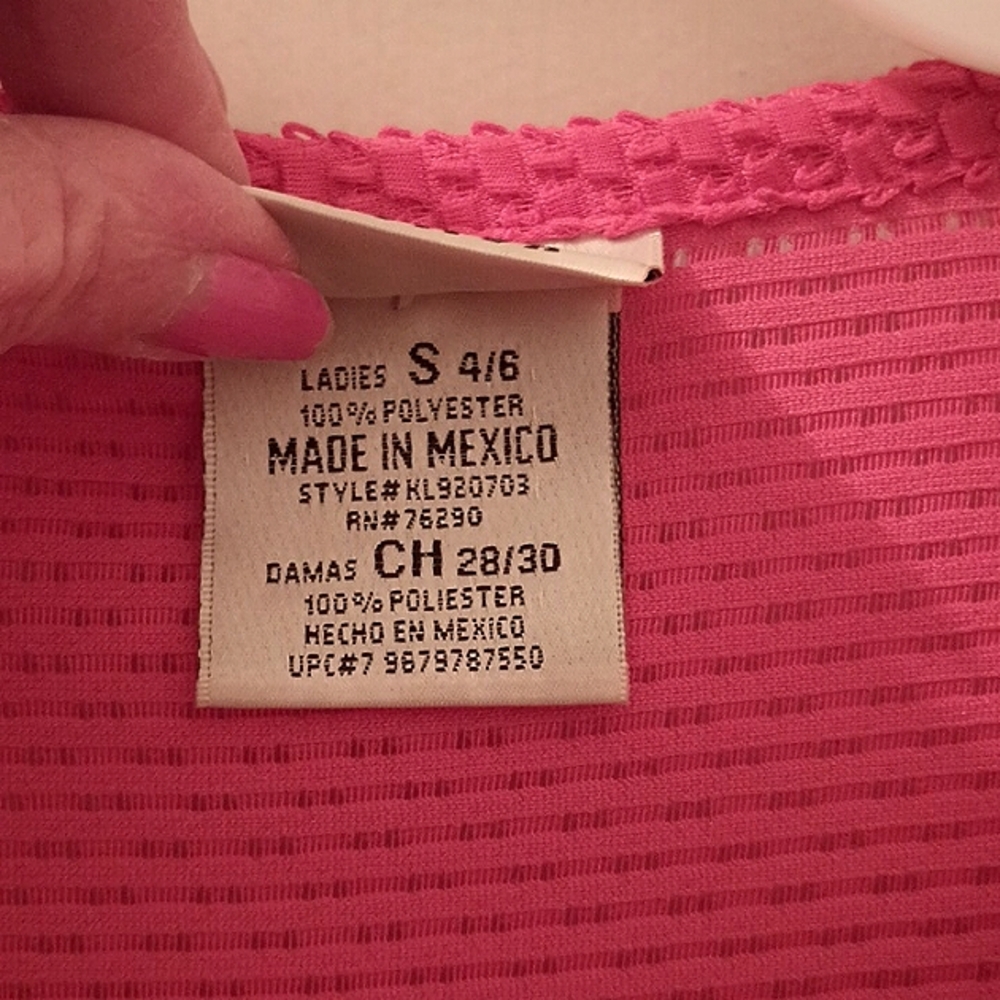 LADIES S 4/6
100% POLYESTER
MADE IN MEXICO
STYLE# KL920703
RN# 76290
DAMAS CH 28/30
100% POLIESTER
HECHO EN MEXICO
UPC#7 9679787550